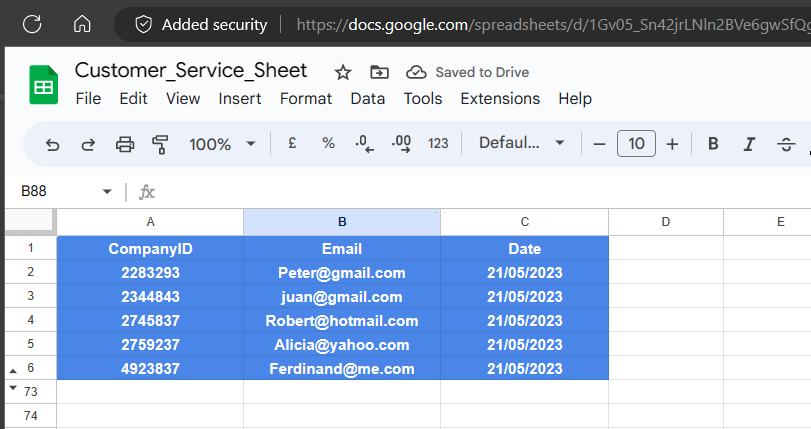 Added security https://docs.google.com/spreadsheets/d/1Gv05_Sn42jrLNln2BVe6gwSfQg
Customer_Service_Sheet Saved to Drive
File Edit View Insert Format Data Tools Extensions Help
100% £ % .0 .00 123 Defaul... − 10 + B I S
B88 fx
A B C D E
1 CompanyID Email Date
2 2283293 Peter@gmail.com 21/05/2023
3 2344843 juan@gmail.com 21/05/2023
4 2745837 Robert@hotmail.com 21/05/2023
5 2759237 Alicia@yahoo.com 21/05/2023
6 4923837 Ferdinand@me.com 21/05/2023
73
74